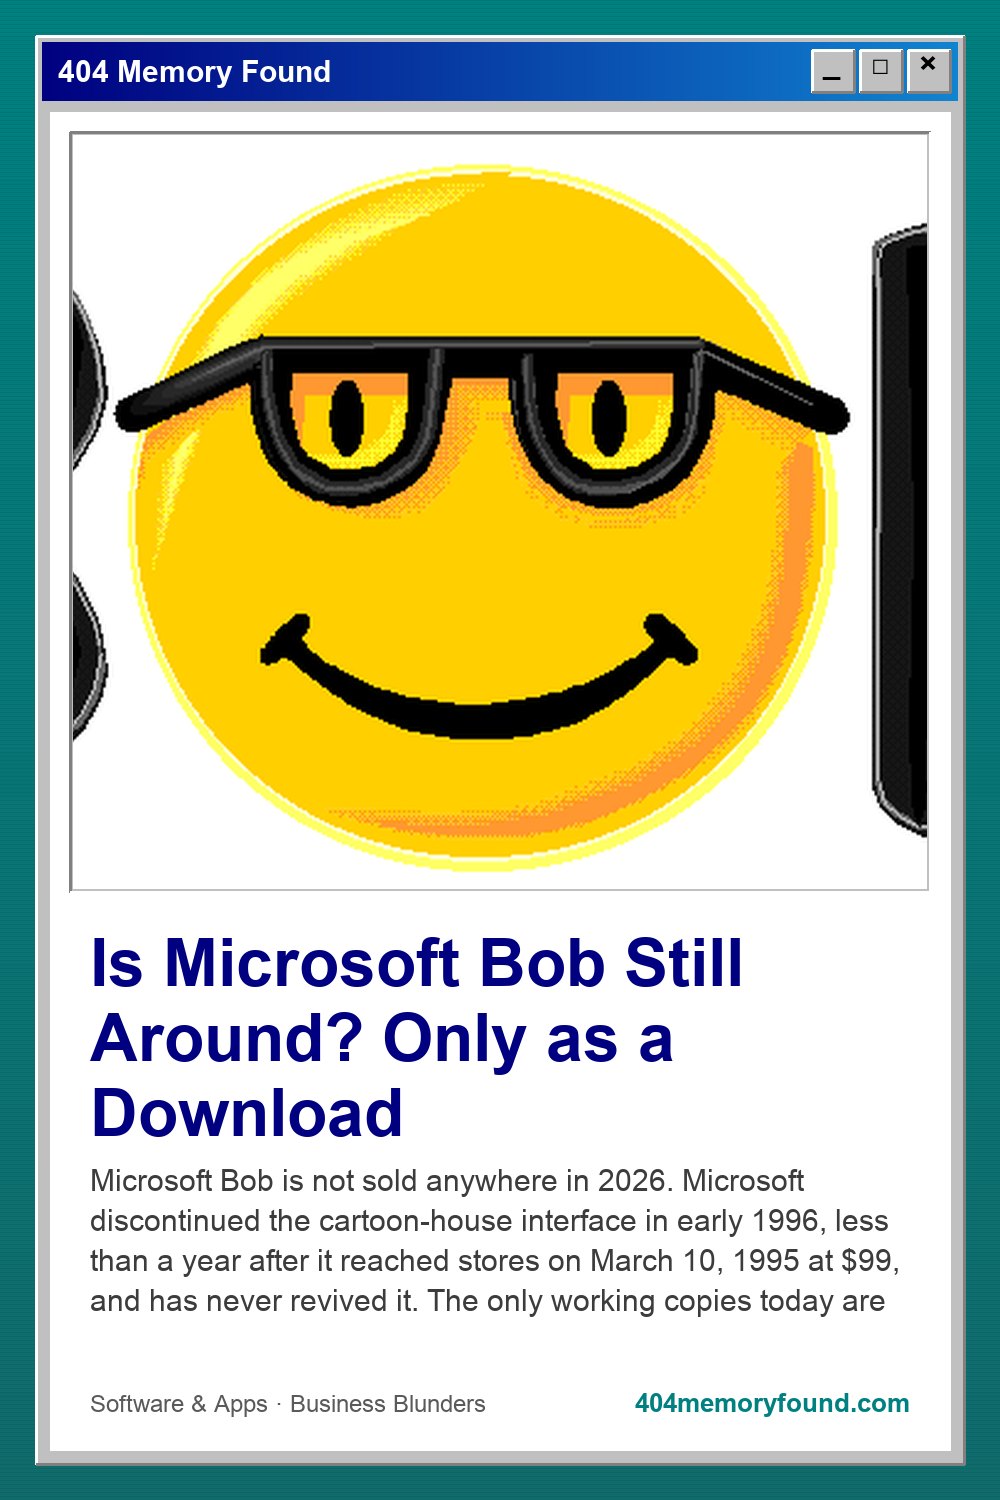 404 Memory Found
Is Microsoft Bob Still
Around? Only as a
Download
Microsoft Bob is not sold anywhere in 2026. Microsoft
discontinued the cartoon-house interface in early 1996, less
than a year after it reached stores on March 10, 1995 at $99,
and has never revived it. The only working copies today are
Software & Apps · Business Blunders
404memoryfound.com